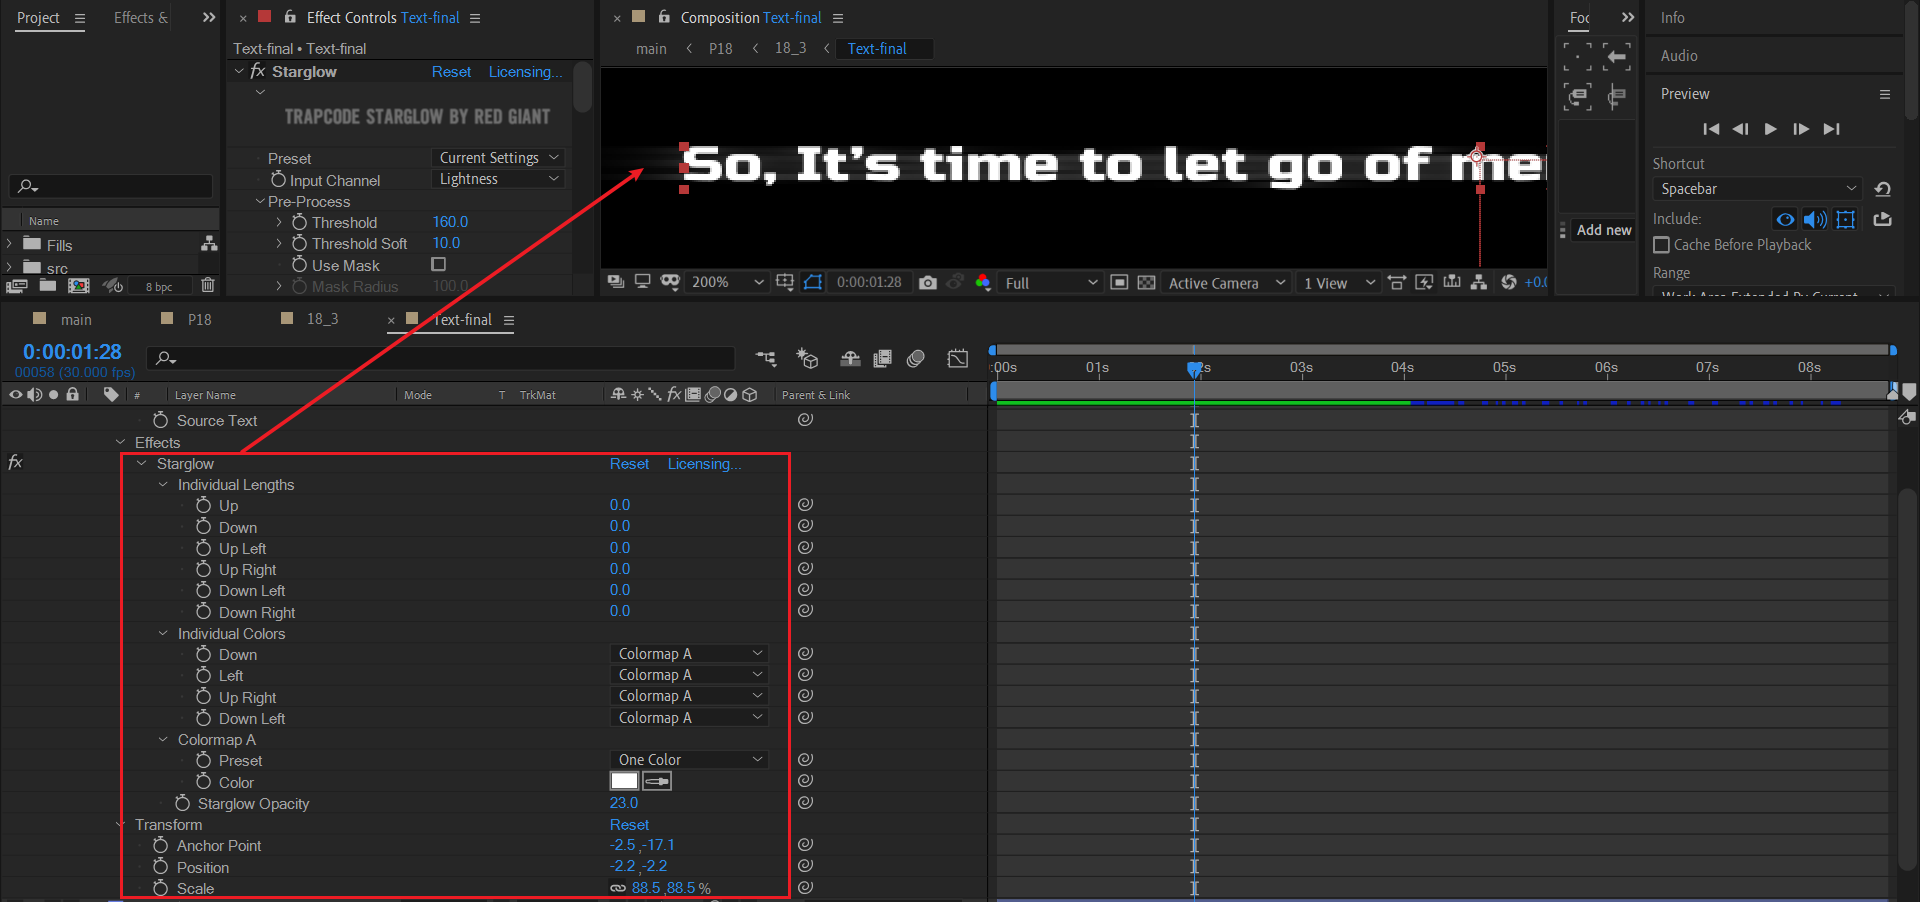 Project
Effects &
Effect Controls Text-final
Text-final • Text-final
fx Starglow Reset Licensing...
TRAPCODE STARGLOW BY RED GIANT
Preset Current Settings
Input Channel Lightness
Pre-Process
Threshold 160.0
Threshold Soft 10.0
Use Mask
Mask Radius 100.0
Name
Fills
src
8 bpc
Composition Text-final
main P18 18_3 Text-final
So, It's time to let go of me
200% 0:00:01:28 Full Active Camera 1 View +0.0
Add new
Info
Audio
Preview
Shortcut
Spacebar
Include:
Cache Before Playback
Range
Work Area Extended By Current
main P18 18_3 Text-final
0:00:01:28
00058 (30.000 fps)
:00s 01s 2s 03s 04s 05s 06s 07s 08s
# Layer Name Mode T TrkMat fx Parent & Link
Source Text
Effects
fx Starglow Reset Licensing...
Individual Lengths
Up 0.0
Down 0.0
Up Left 0.0
Up Right 0.0
Down Left 0.0
Down Right 0.0
Individual Colors
Down Colormap A
Left Colormap A
Up Right Colormap A
Down Left Colormap A
Colormap A
Preset One Color
Color
Starglow Opacity 23.0
Transform Reset
Anchor Point -2.5 ,-17.1
Position -2.2 ,-2.2
Scale 88.5 ,88.5 %